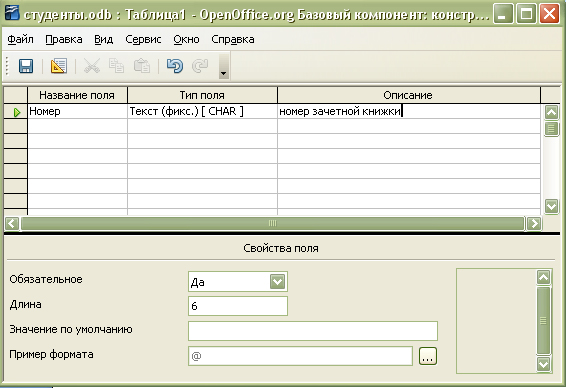 студенты.odb : Таблица1 - OpenOffice.org Базовый компонент: констр...
Файл Правка Вид Сервис Окно Справка
Название поля Тип поля Описание
Номер Текст (фикс.) [ CHAR ] номер зачетной книжки
Свойства поля
Обязательное Да
Длина 6
Значение по умолчанию
Пример формата @ ...